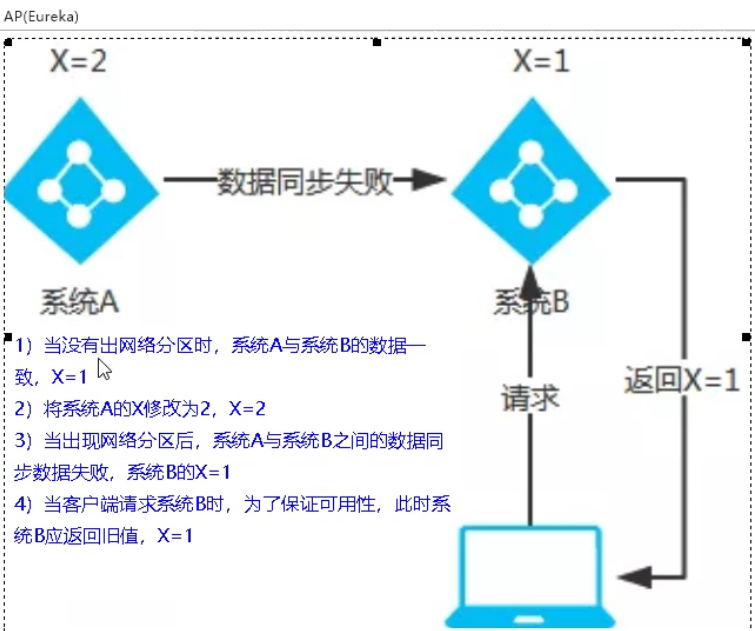 AP(Eureka)
X=2
X=1
数据同步失败
系统A
系统B
1）当没有出网络分区时，系统A与系统B的数据一
致，X=1
2）将系统A的X修改为2，X=2
3）当出现网络分区后，系统A与系统B之间的数据同
步数据失败，系统B的X=1
4）当客户端请求系统B时，为了保证可用性，此时系
统B应返回旧值，X=1
请求
返回X=1